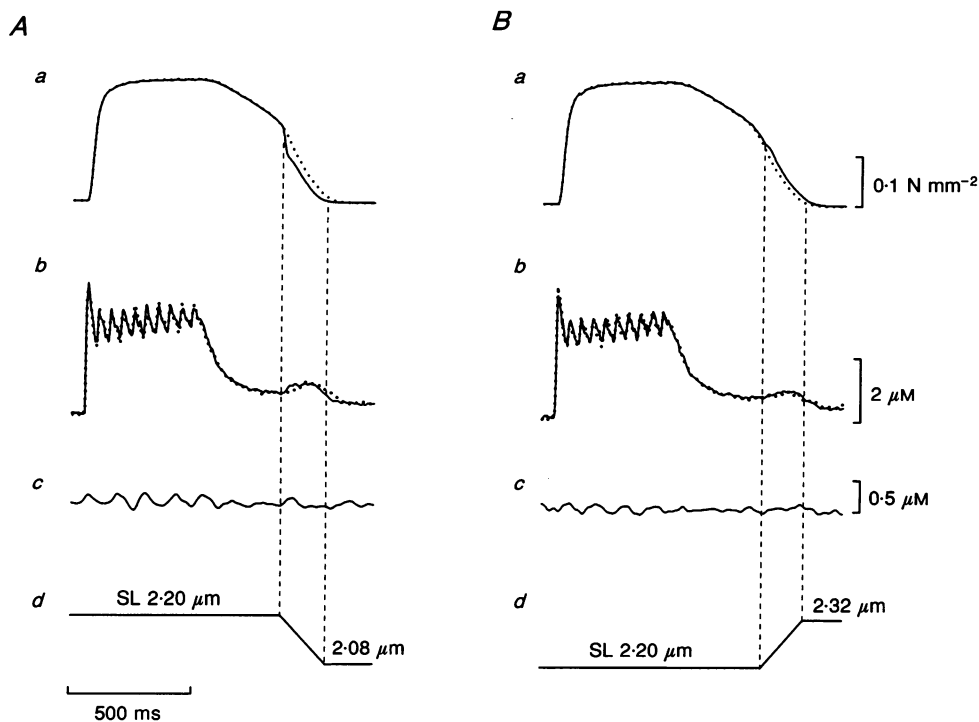 A
B
a
a
0·1 N mm⁻²
b
b
2 μM
c
c
0·5 μM
d
d
SL 2·20 μm
2·08 μm
2·32 μm
SL 2·20 μm
500 ms